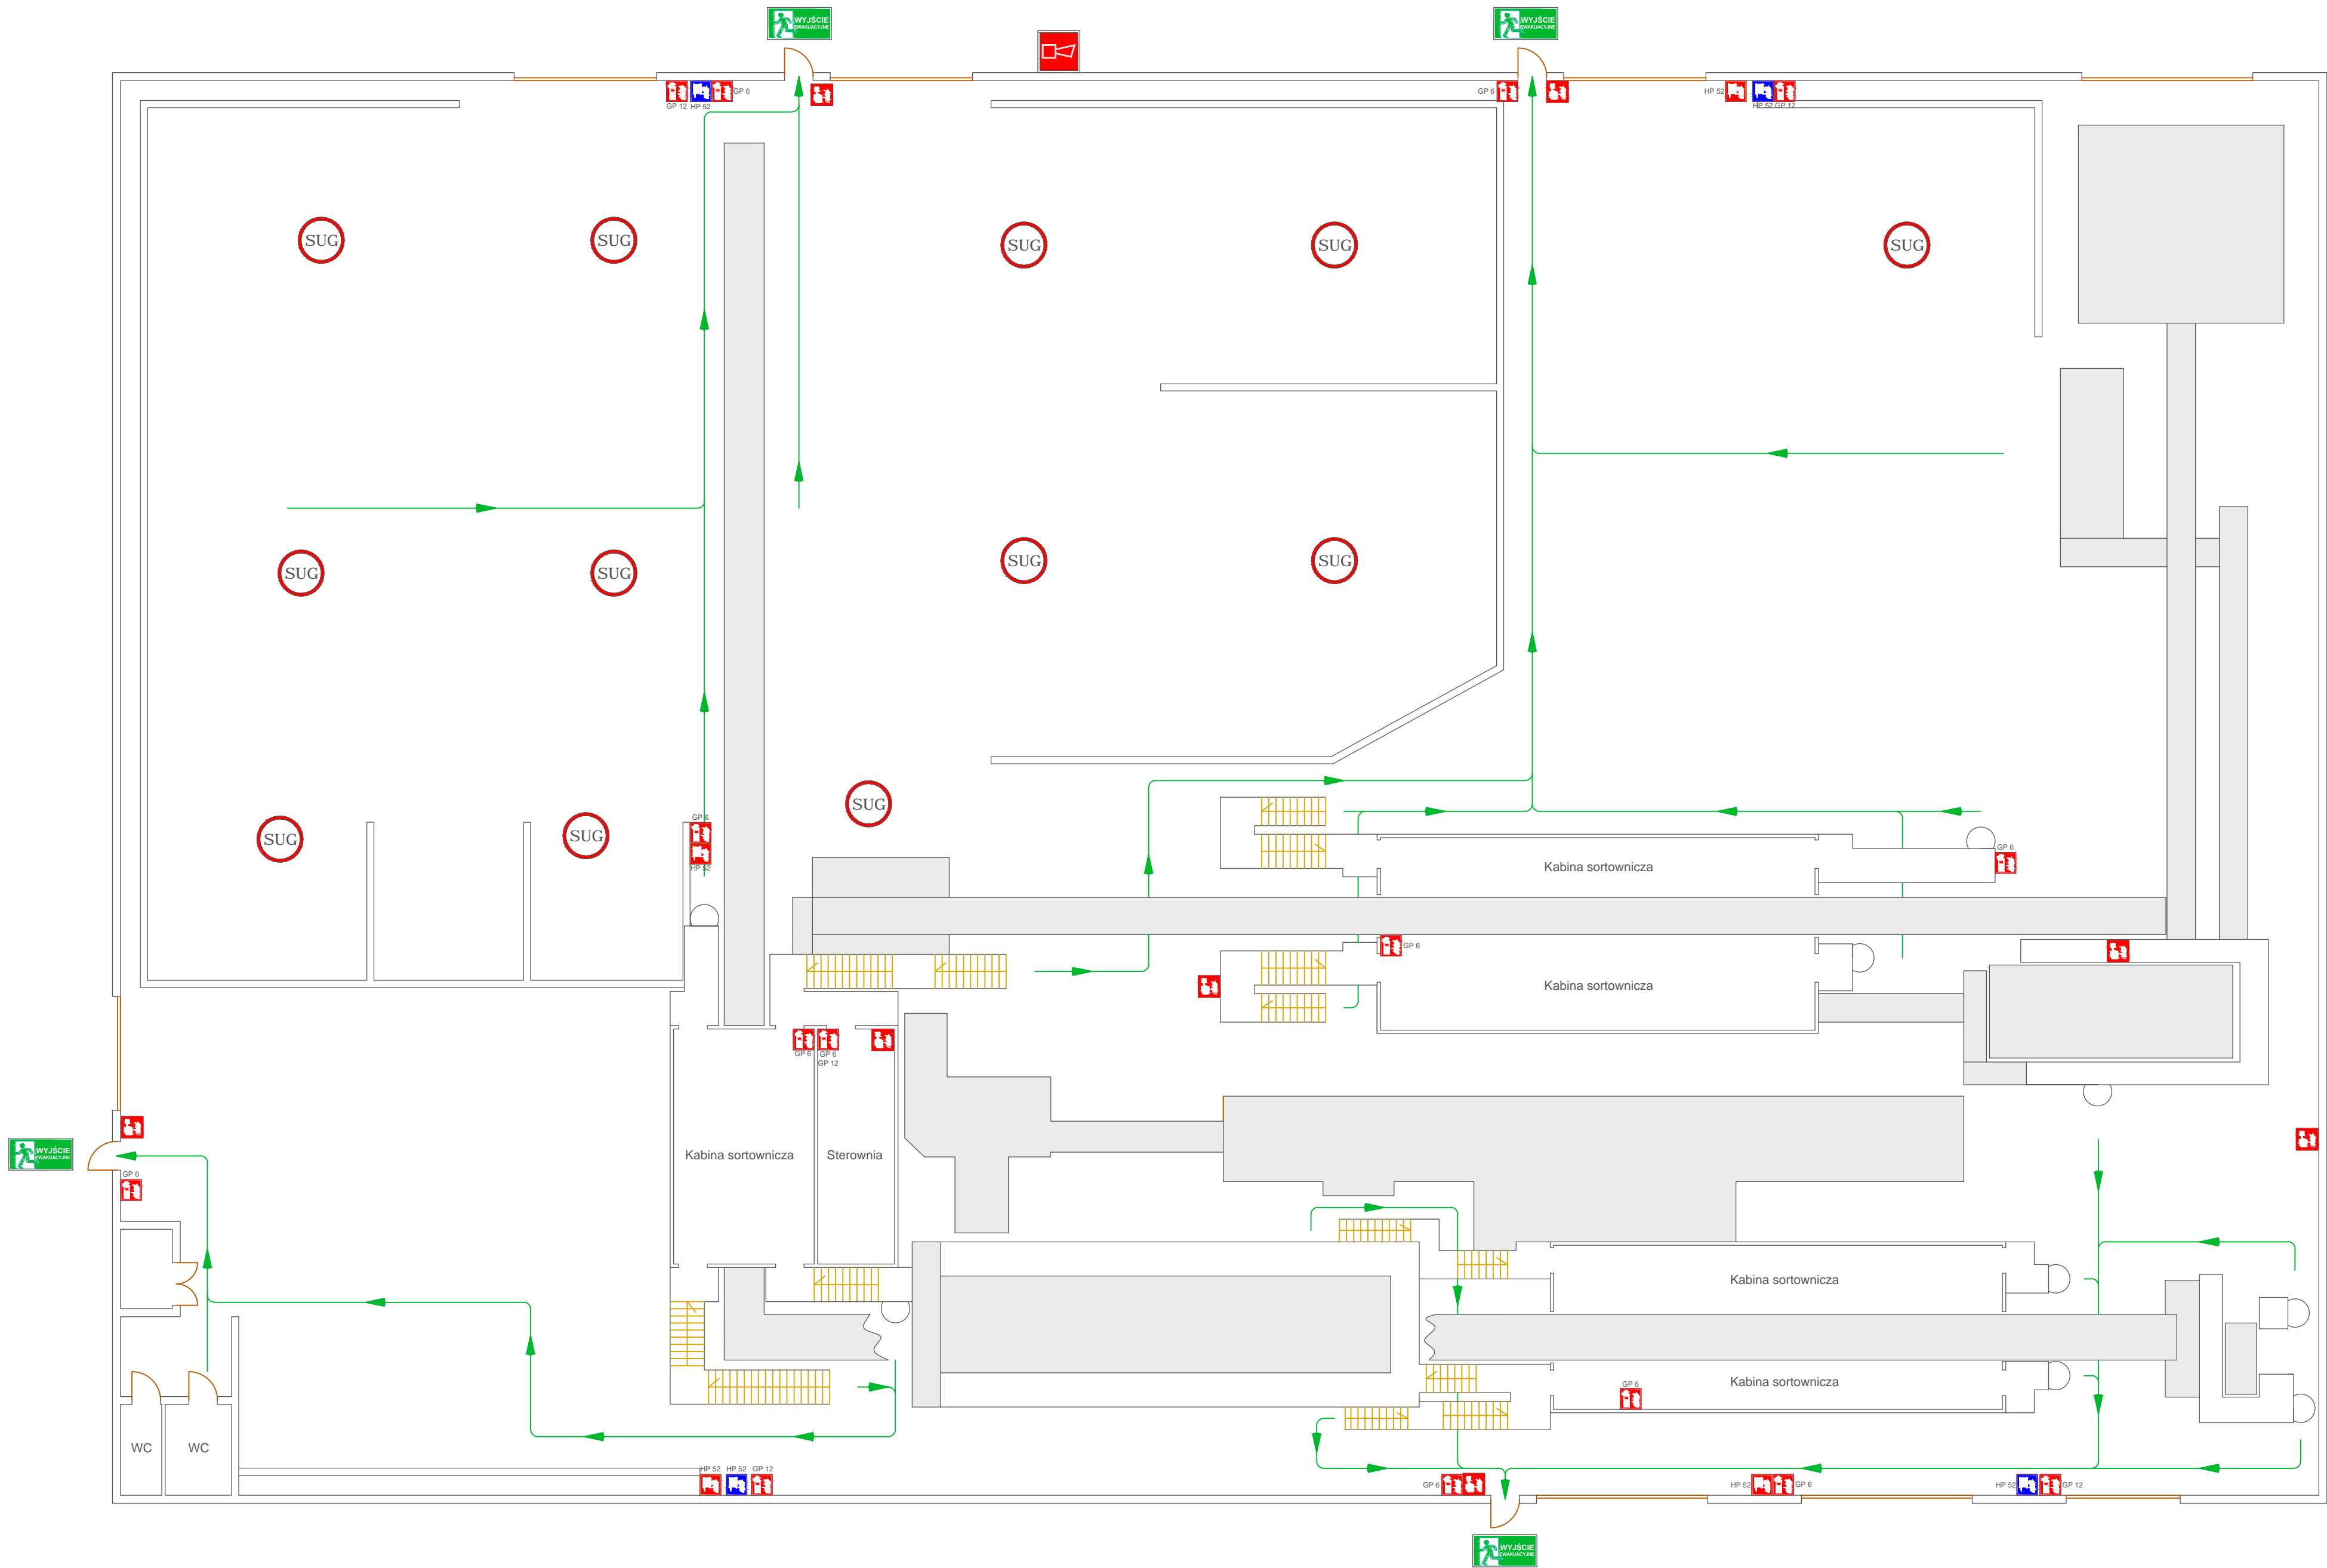 WYJŚCIE
EWAKUACYJNE
WYJŚCIE
EWAKUACYJNE
GP 12
HP 52
GP 6
GP 6
HP 52
HP 52
GP 12
SUG
SUG
SUG
SUG
SUG
SUG
SUG
SUG
SUG
SUG
SUG
SUG
GP 6
HP 52
Kabina sortownicza
GP 6
GP 6
Kabina sortownicza
GP 6
GP 6
GP 12
WYJŚCIE
EWAKUACYJNE
Kabina sortownicza
Sterownia
GP 6
Kabina sortownicza
Kabina sortownicza
GP 6
WC
WC
HP 52
HP 52
GP 12
GP 6
HP 52
GP 6
HP 52
GP 12
WYJŚCIE
EWAKUACYJNE